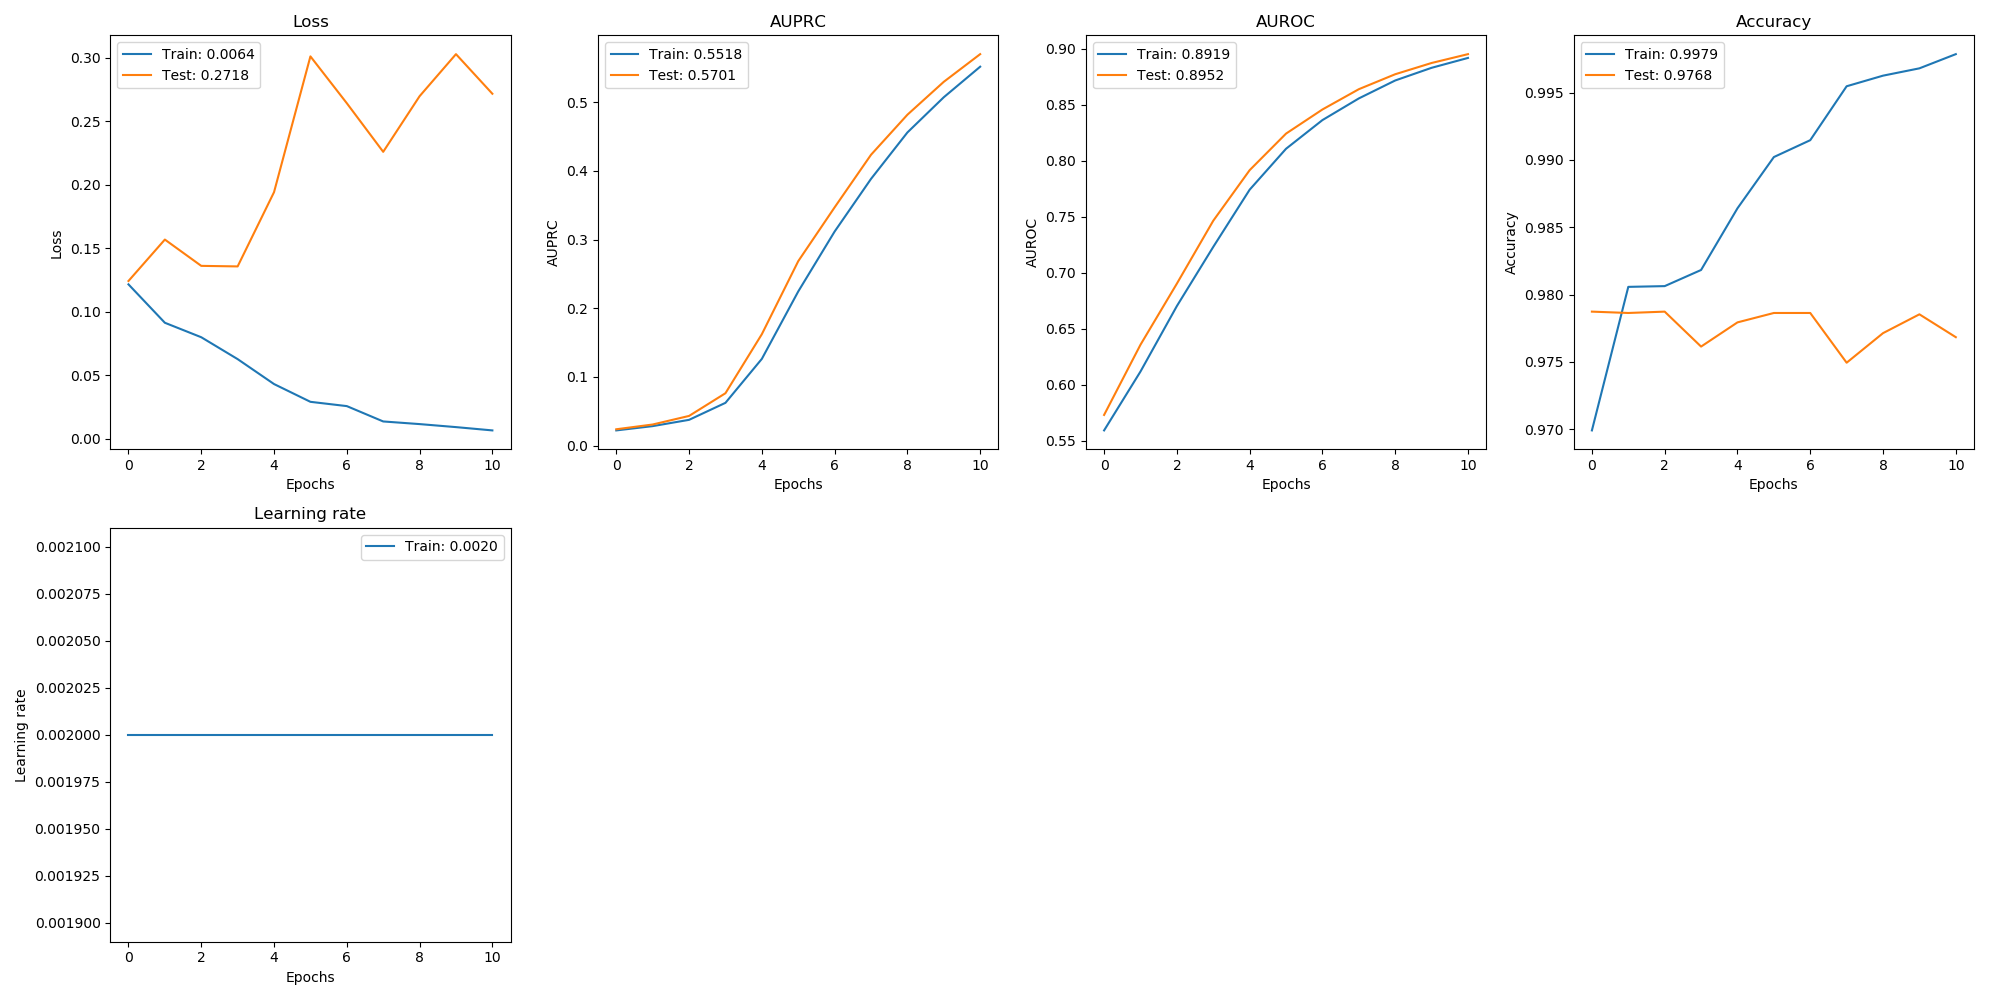 Loss
Train: 0.0064
Test: 0.2718
0.30
0.25
0.20
0.15
0.10
0.05
0.00
Loss
0 2 4 6 8 10
Epochs
AUPRC
Train: 0.5518
Test: 0.5701
0.5
0.4
0.3
0.2
0.1
0.0
AUPRC
0 2 4 6 8 10
Epochs
AUROC
Train: 0.8919
Test: 0.8952
0.90
0.85
0.80
0.75
0.70
0.65
0.60
0.55
AUROC
0 2 4 6 8 10
Epochs
Accuracy
Train: 0.9979
Test: 0.9768
0.995
0.990
0.985
0.980
0.975
0.970
Accuracy
0 2 4 6 8 10
Epochs
Learning rate
Train: 0.0020
0.002100
0.002075
0.002050
0.002025
0.002000
0.001975
0.001950
0.001925
0.001900
Learning rate
0 2 4 6 8 10
Epochs